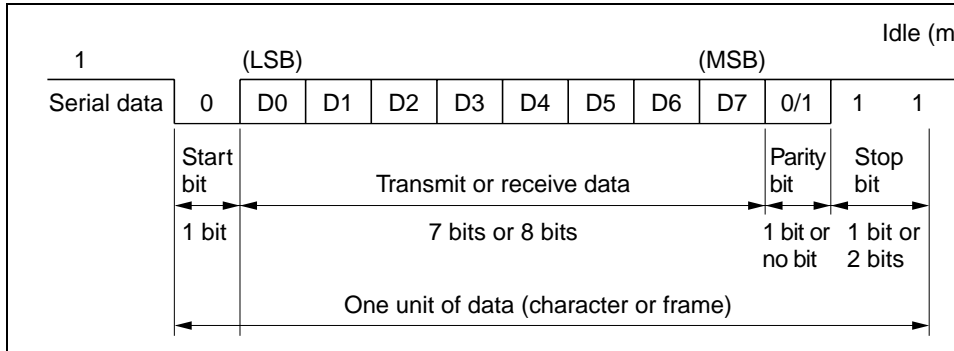 Idle (m
1 (LSB) (MSB)
Serial data 0 D0 D1 D2 D3 D4 D5 D6 D7 0/1 1 1
Start Parity Stop
bit Transmit or receive data bit bit
1 bit 7 bits or 8 bits 1 bit or 1 bit or
no bit 2 bits
One unit of data (character or frame)